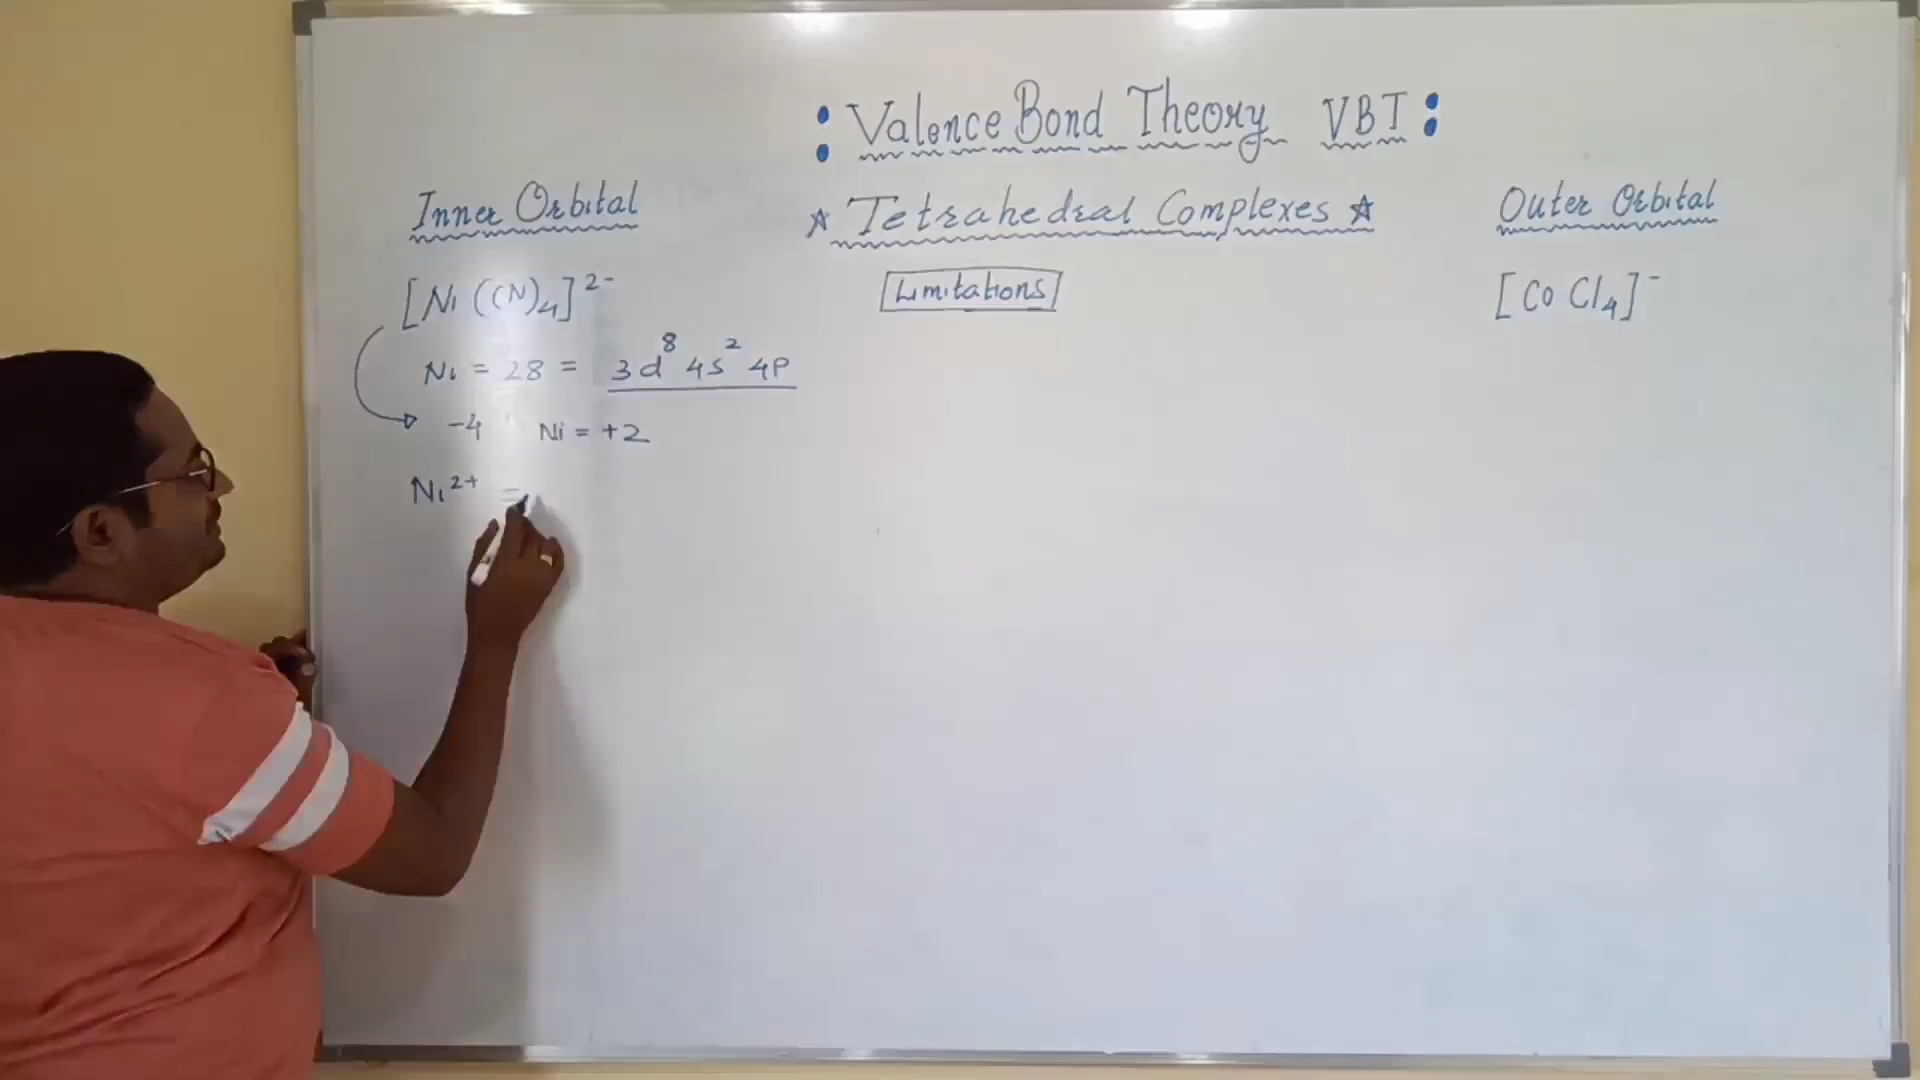 : Valence Bond Theory VBT :
Inner Orbital
☆ Tetrahedral Complexes ☆
Outer Orbital
[Ni (CN)₄]²⁻
Limitations
[Co Cl₄]⁻
Ni = 28 = 3d⁸ 4s² 4p
-4 Ni = +2
Ni²⁺ =